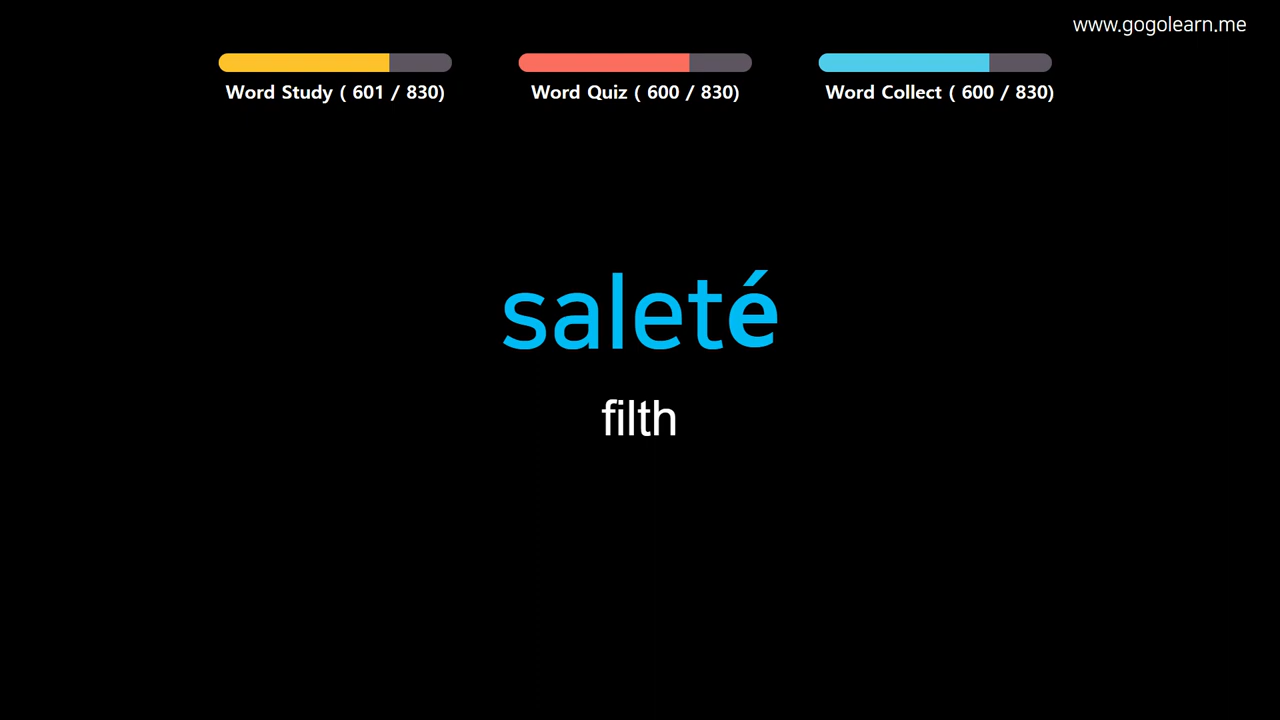 www.gogolearn.me
Word Study ( 601 / 830)
Word Quiz ( 600 / 830)
Word Collect ( 600 / 830)
saleté
filth